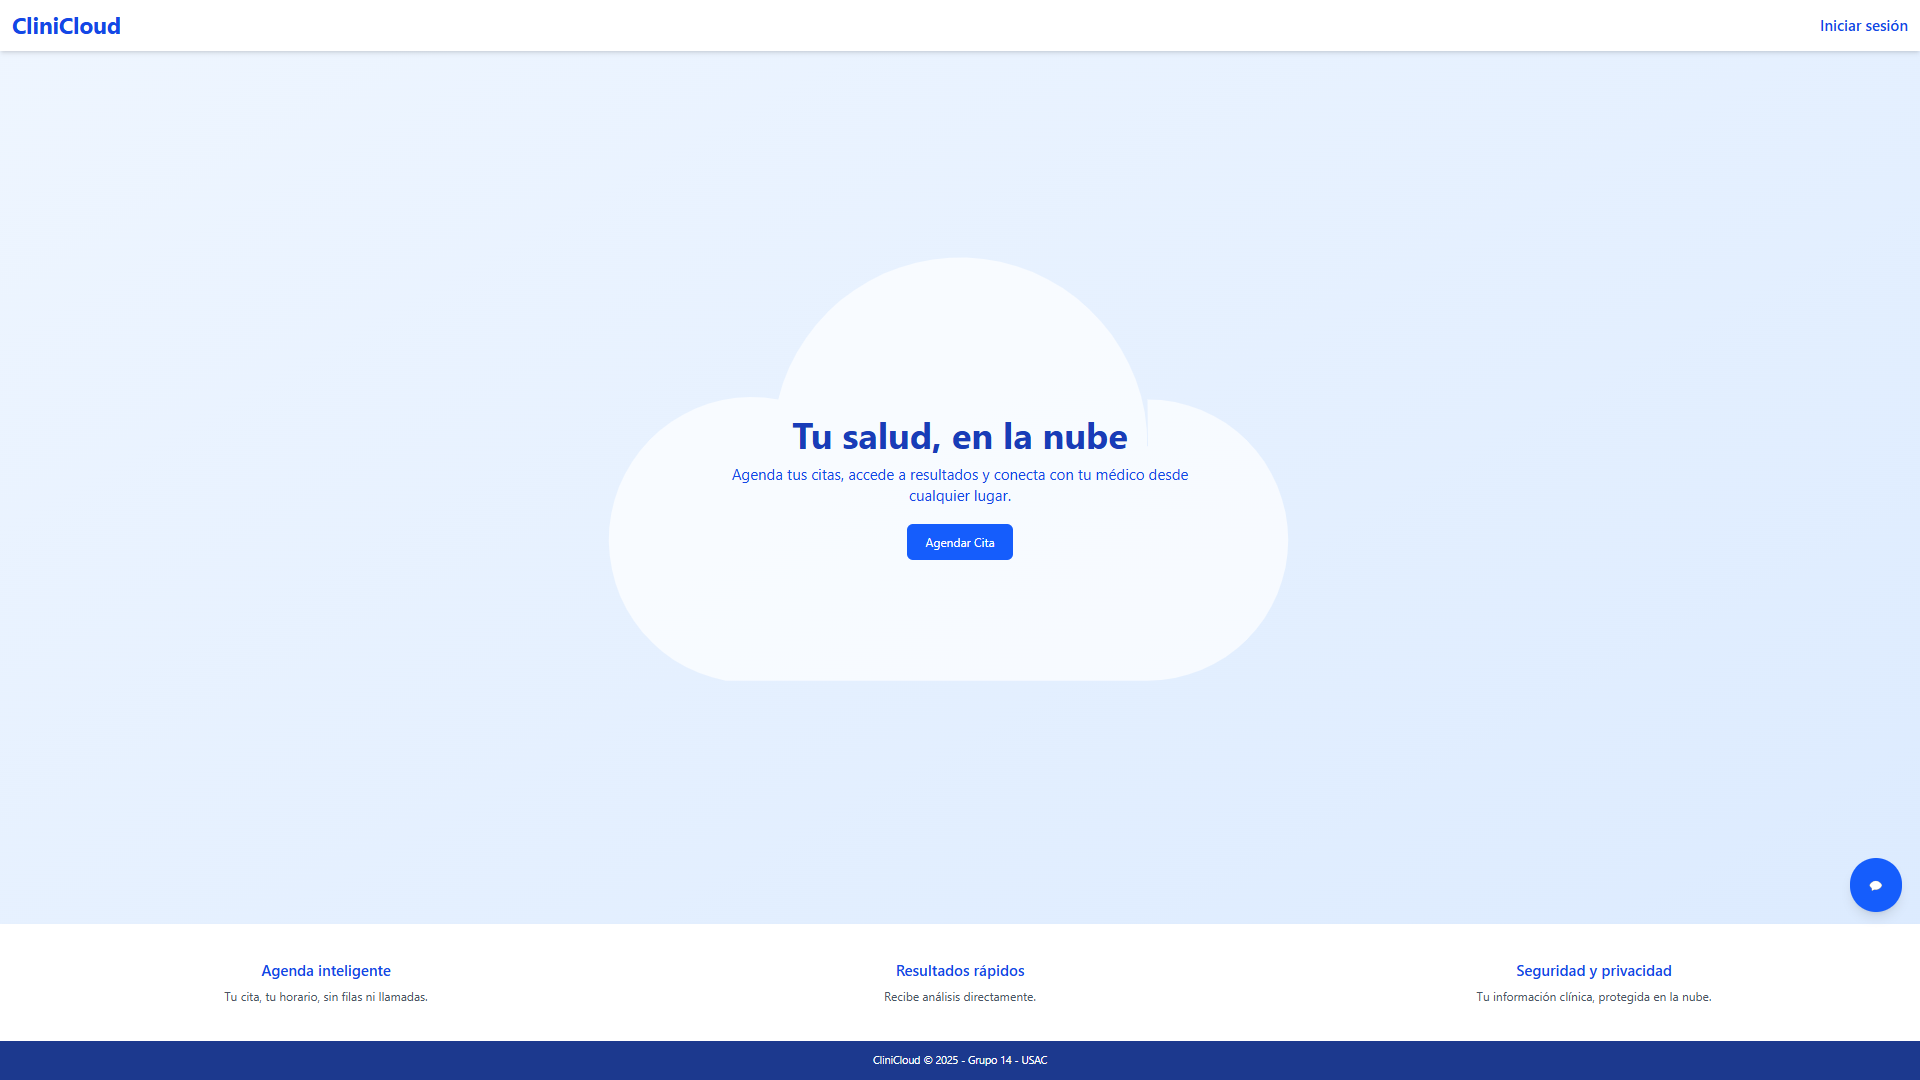 CliniCloud
Iniciar sesión
Tu salud, en la nube
Agenda tus citas, accede a resultados y conecta con tu médico desde
cualquier lugar.
Agendar Cita
Agenda inteligente
Tu cita, tu horario, sin filas ni llamadas.
Resultados rápidos
Recibe análisis directamente.
Seguridad y privacidad
Tu información clínica, protegida en la nube.
CliniCloud © 2025 - Grupo 14 - USAC